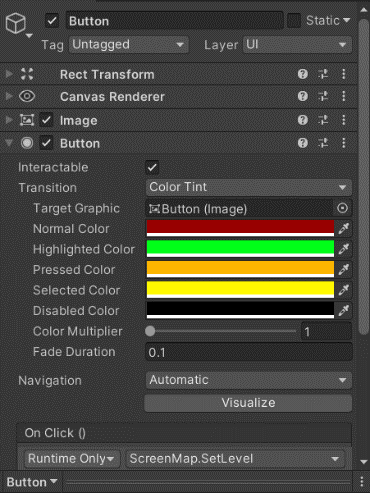 Button Static
Tag Untagged Layer UI
Rect Transform
Canvas Renderer
Image
Button
Interactable
Transition Color Tint
Target Graphic Button (Image)
Normal Color
Highlighted Color
Pressed Color
Selected Color
Disabled Color
Color Multiplier 1
Fade Duration 0.1
Navigation Automatic
Visualize
On Click ()
Runtime Only ScreenMap.SetLevel
Button